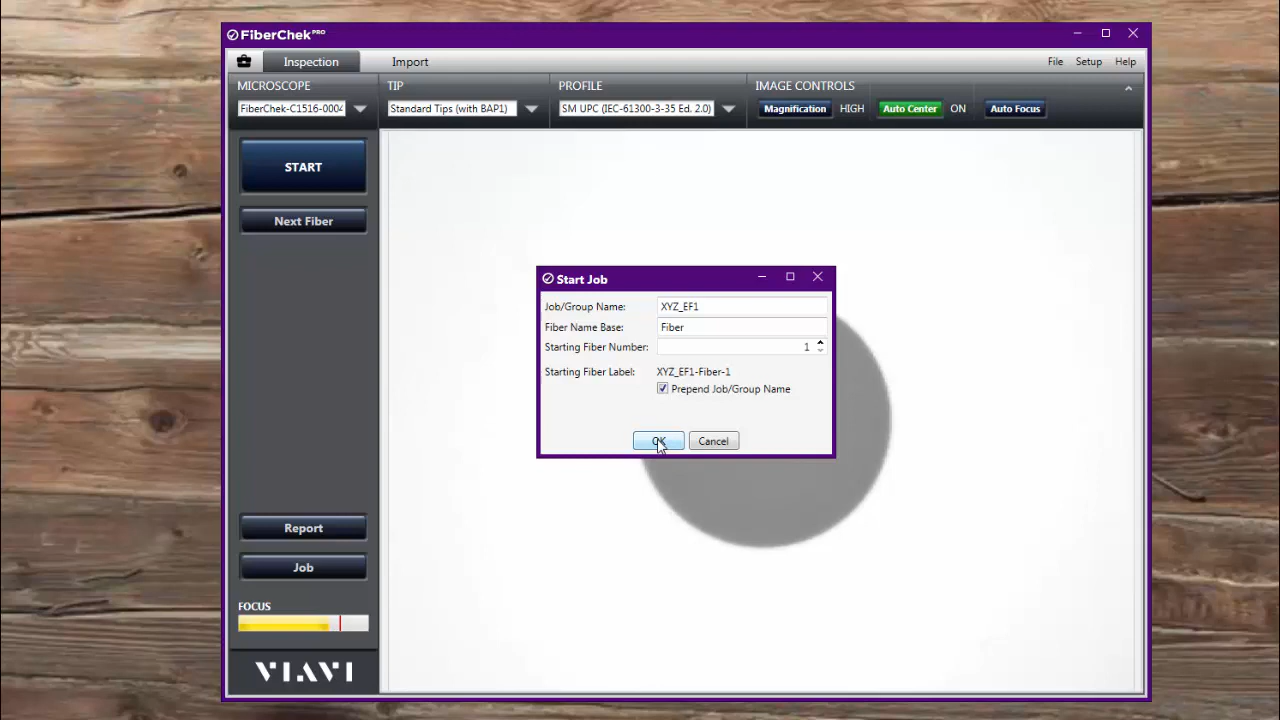 FiberChek PRO
Inspection
Import
File
Setup
Help
MICROSCOPE
TIP
PROFILE
IMAGE CONTROLS
FiberChek-C1516-0004
Standard Tips (with BAP1)
SM UPC (IEC-61300-3-35 Ed. 2.0)
Magnification
HIGH
Auto Center
ON
Auto Focus
START
Next Fiber
Start Job
Job/Group Name: XYZ_EF1
Fiber Name Base: Fiber
Starting Fiber Number: 1
Starting Fiber Label: XYZ_EF1-Fiber-1
Prepend Job/Group Name
OK
Cancel
Report
Job
FOCUS
VIAVI